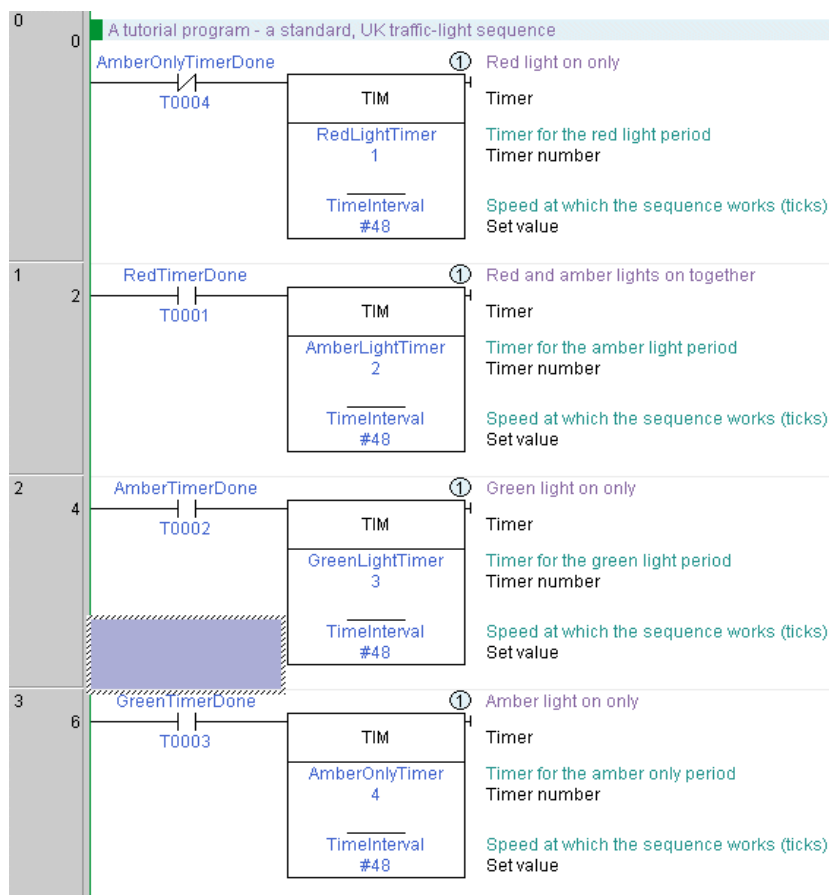 0
0
A tutorial program - a standard, UK traffic-light sequence
AmberOnlyTimerDone
1 Red light on only
T0004
TIM
Timer
RedLightTimer
Timer for the red light period
1
Timer number
TimeInterval
Speed at which the sequence works (ticks)
#48
Set value
1
2
RedTimerDone
1 Red and amber lights on together
T0001
TIM
Timer
AmberLightTimer
Timer for the amber light period
2
Timer number
TimeInterval
Speed at which the sequence works (ticks)
#48
Set value
2
4
AmberTimerDone
1 Green light on only
T0002
TIM
Timer
GreenLightTimer
Timer for the green light period
3
Timer number
TimeInterval
Speed at which the sequence works (ticks)
#48
Set value
3
6
GreenTimerDone
1 Amber light on only
T0003
TIM
Timer
AmberOnlyTimer
Timer for the amber only period
4
Timer number
TimeInterval
Speed at which the sequence works (ticks)
#48
Set value